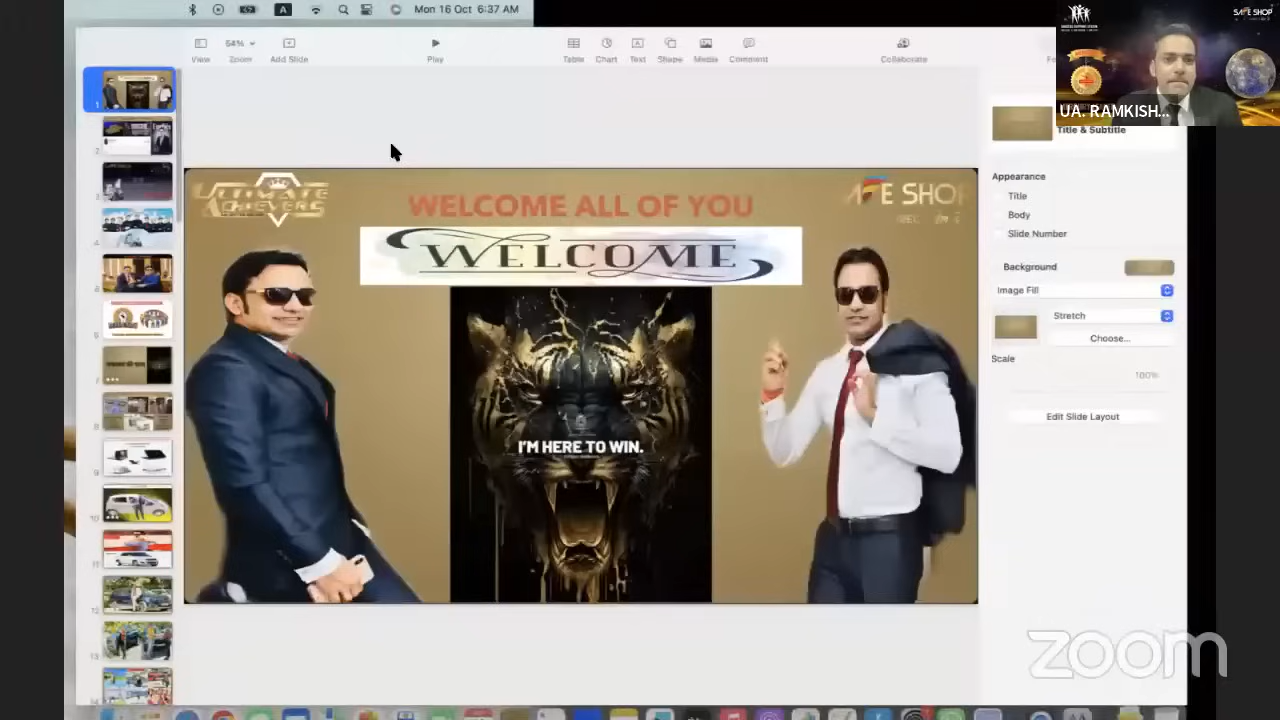 Mon 16 Oct 6:37 AM
View
54%
Zoom
Add Slide
Play
Table
Chart
Text
Shape
Media
Comment
Collaborate
SAFE SHOP
UA. RAMKISH...
Title & Subtitle
Appearance
Title
Body
Slide Number
Background
Image Fill
Stretch
Choose...
Scale
100%
Edit Slide Layout
ULTIMATE
ACHIEVERS
WELCOME ALL OF YOU
WELCOME
I'M HERE TO WIN.
zoom